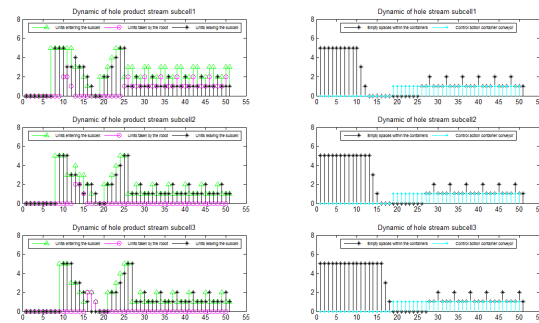 Dynamic of hole product stream subcell1
Units entering the subcell
Units taken by the robot
Units leaving the subcell
8
6
4
2
0
0 5 10 15 20 25 30 35 40 45 50 55
Dynamic of hole product stream subcell1
Empty spaces within the containers
Control action container conveyor
8
6
4
2
0
0 5 10 15 20 25 30 35 40 45 50 55
Dynamic of hole product stream subcell2
Units entering the subcell
Units taken by the robot
Units leaving the subcell
8
6
4
2
0
0 5 10 15 20 25 30 35 40 45 50 55
Dynamic of hole product stream subcell2
Empty spaces within the containers
Control action container conveyor
8
6
4
2
0
0 5 10 15 20 25 30 35 40 45 50 55
Dynamic of hole product stream subcell3
Units entering the subcell
Units taken by the robot
Units leaving the subcell
8
6
4
2
0
0 5 10 15 20 25 30 35 40 45 50 55
Dynamic of hole product stream subcell3
Empty spaces within the containers
Control action container conveyor
8
6
4
2
0
0 5 10 15 20 25 30 35 40 45 50 55